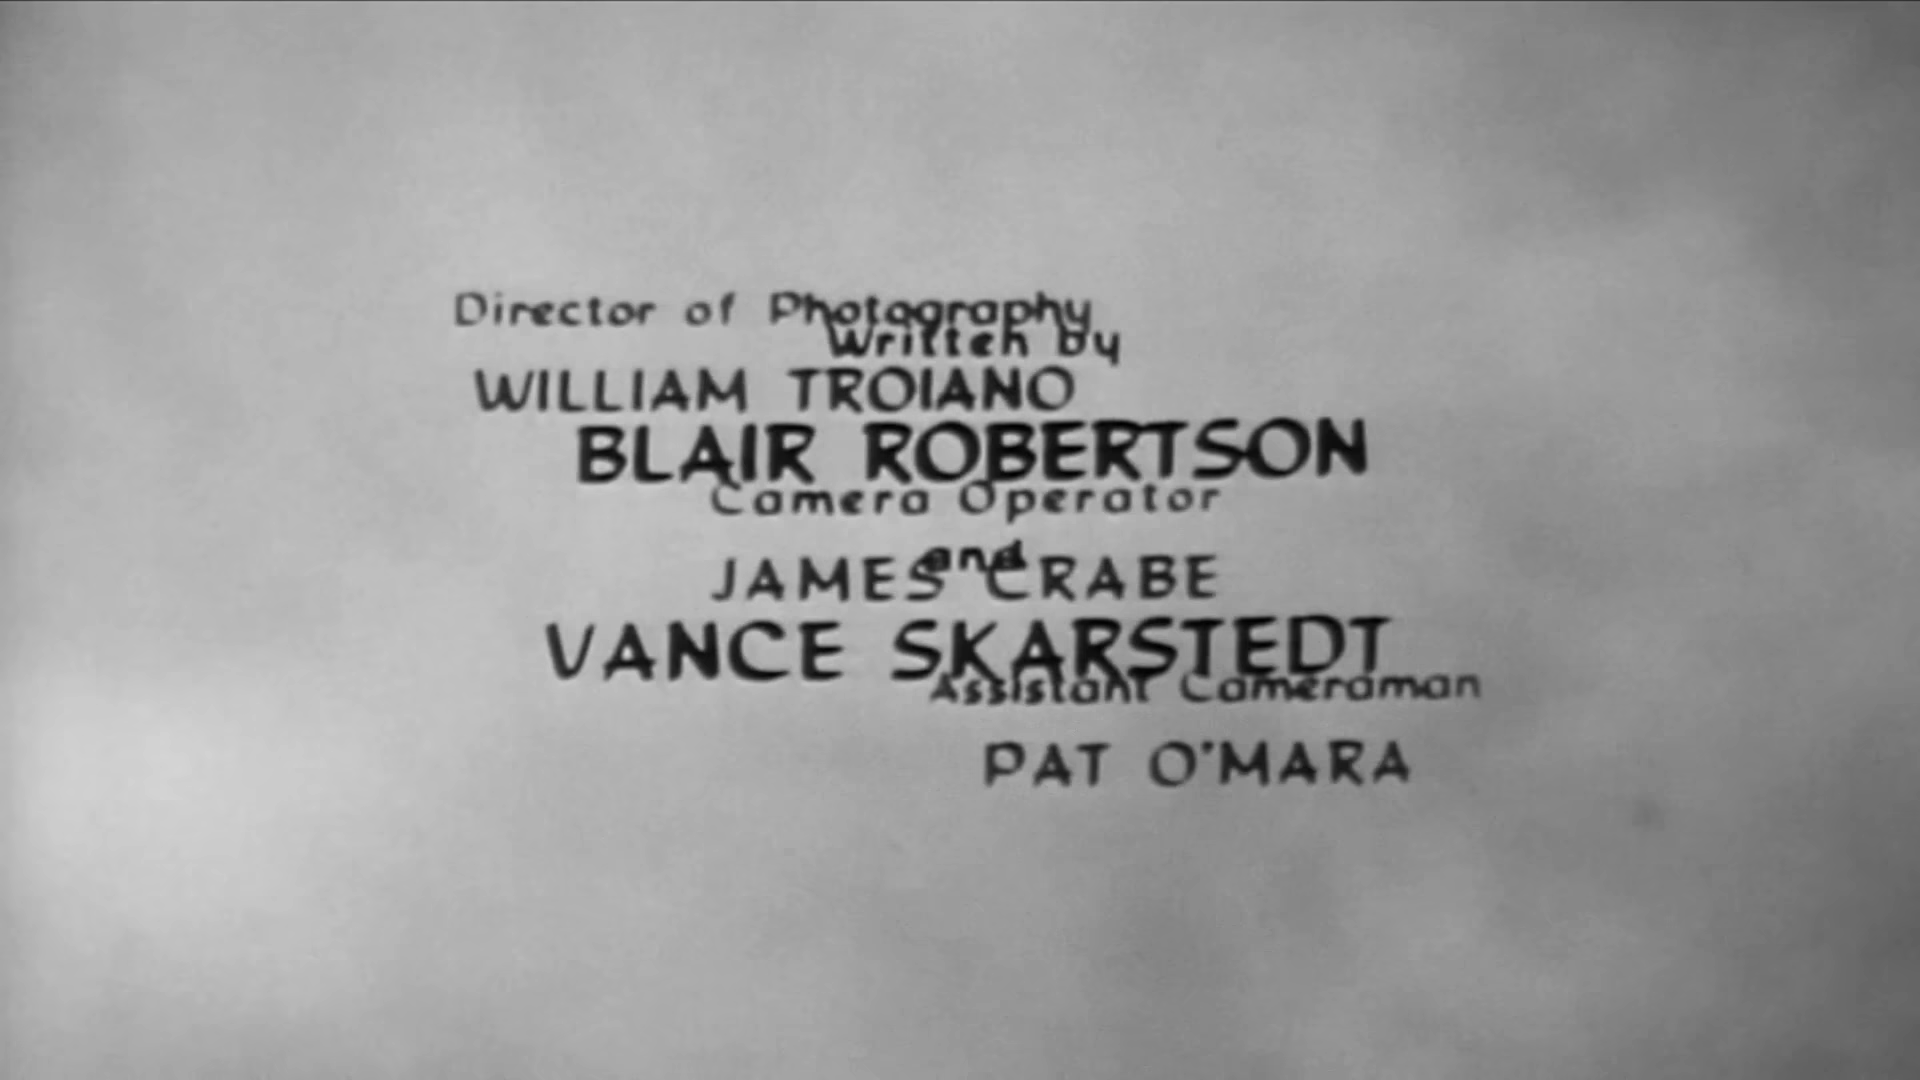 Director of Photography
Written by
WILLIAM TROIANO
BLAIR ROBERTSON
Camera Operator
and
JAMES CRABE
VANCE SKARSTEDT
Assistant Cameraman
PAT O'MARA